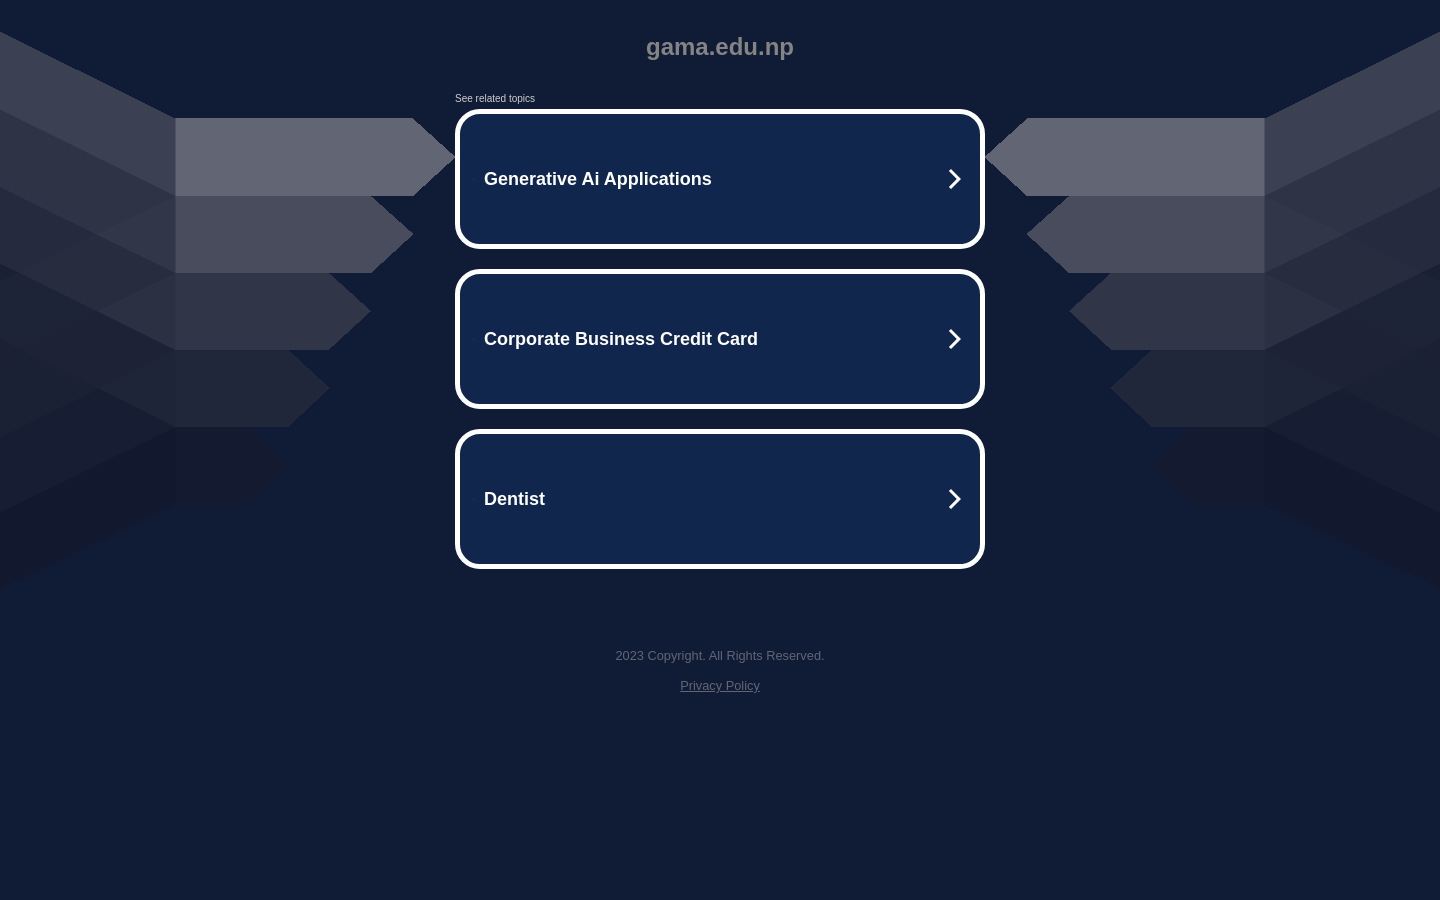 gama.edu.np
See related topics
Generative Ai Applications
Corporate Business Credit Card
Dentist
2023 Copyright. All Rights Reserved.
Privacy Policy